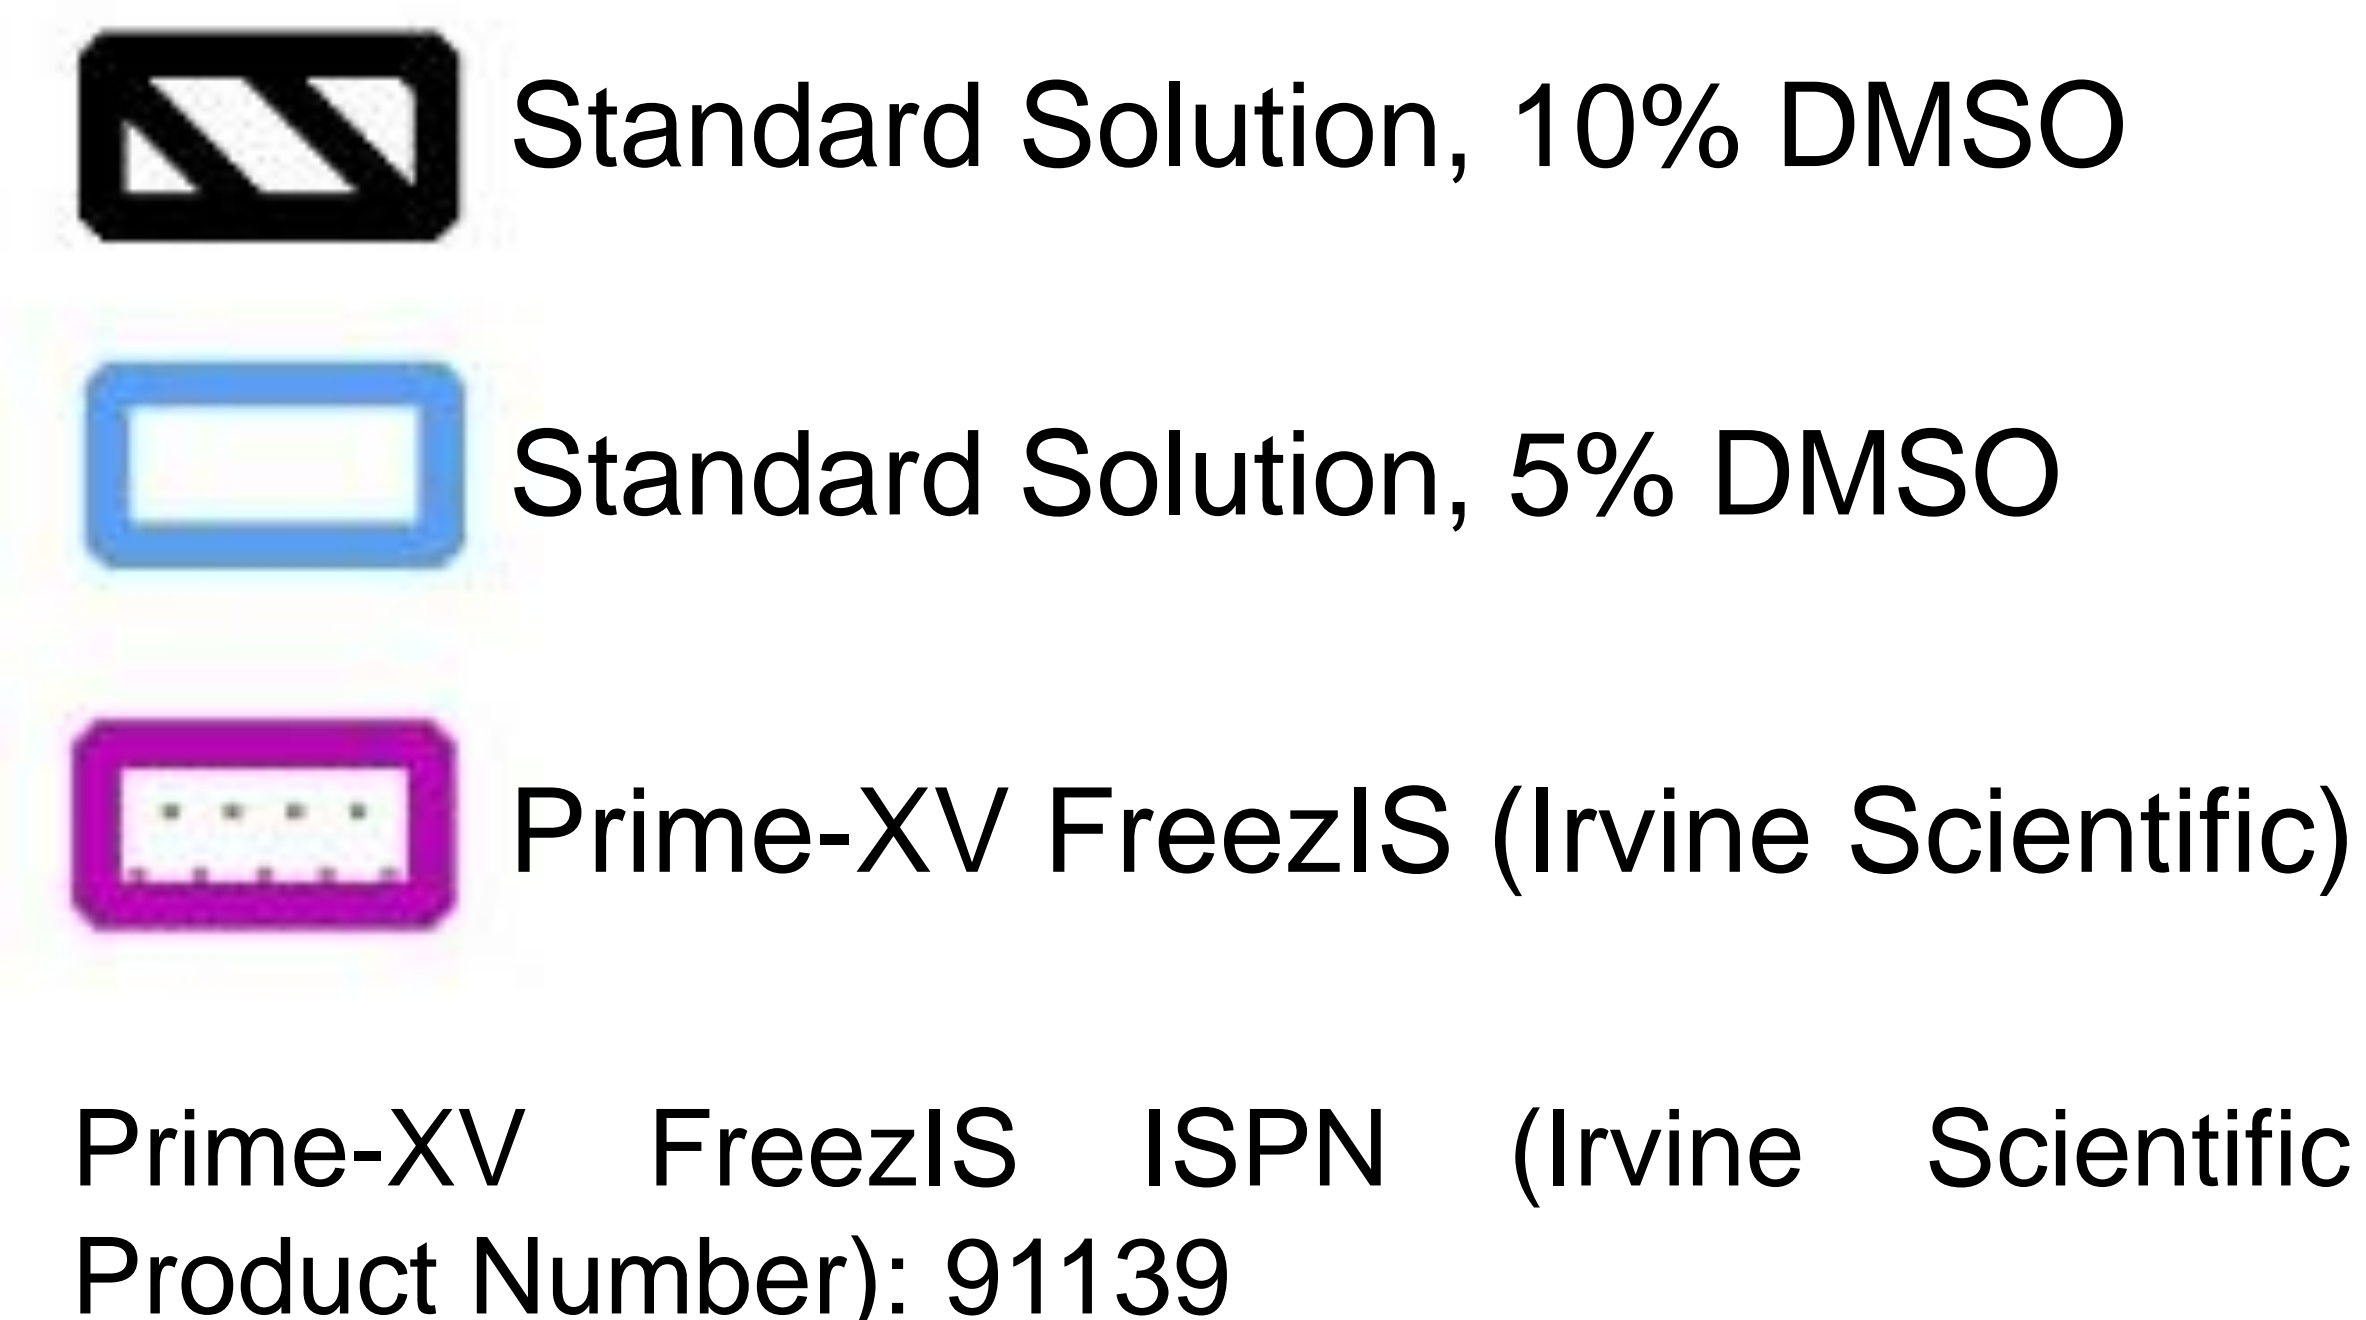 Standard Solution, 10% DMSO
Standard Solution, 5% DMSO
Prime-XV FreezIS (Irvine Scientific)
Prime-XV FreezIS ISPN (Irvine Scientific
Product Number): 91139